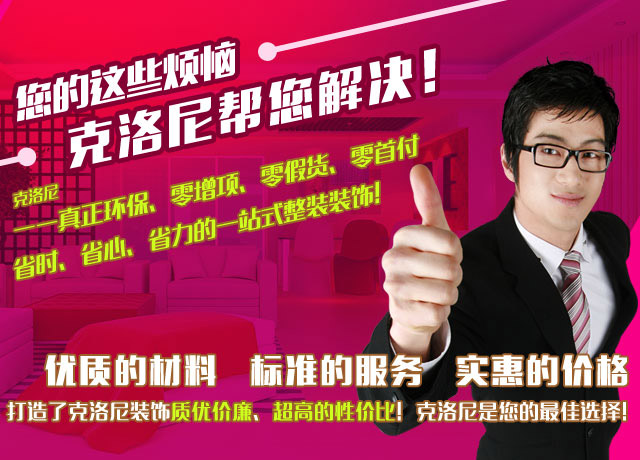 您的这些烦恼
克洛尼帮您解决！
克洛尼
——真正环保、零增项、零假货、零首付
省时、省心、省力的一站式整装装饰！
优质的材料 标准的服务 实惠的价格
打造了克洛尼装饰质优价廉、超高的性价比！克洛尼是您的最佳选择！